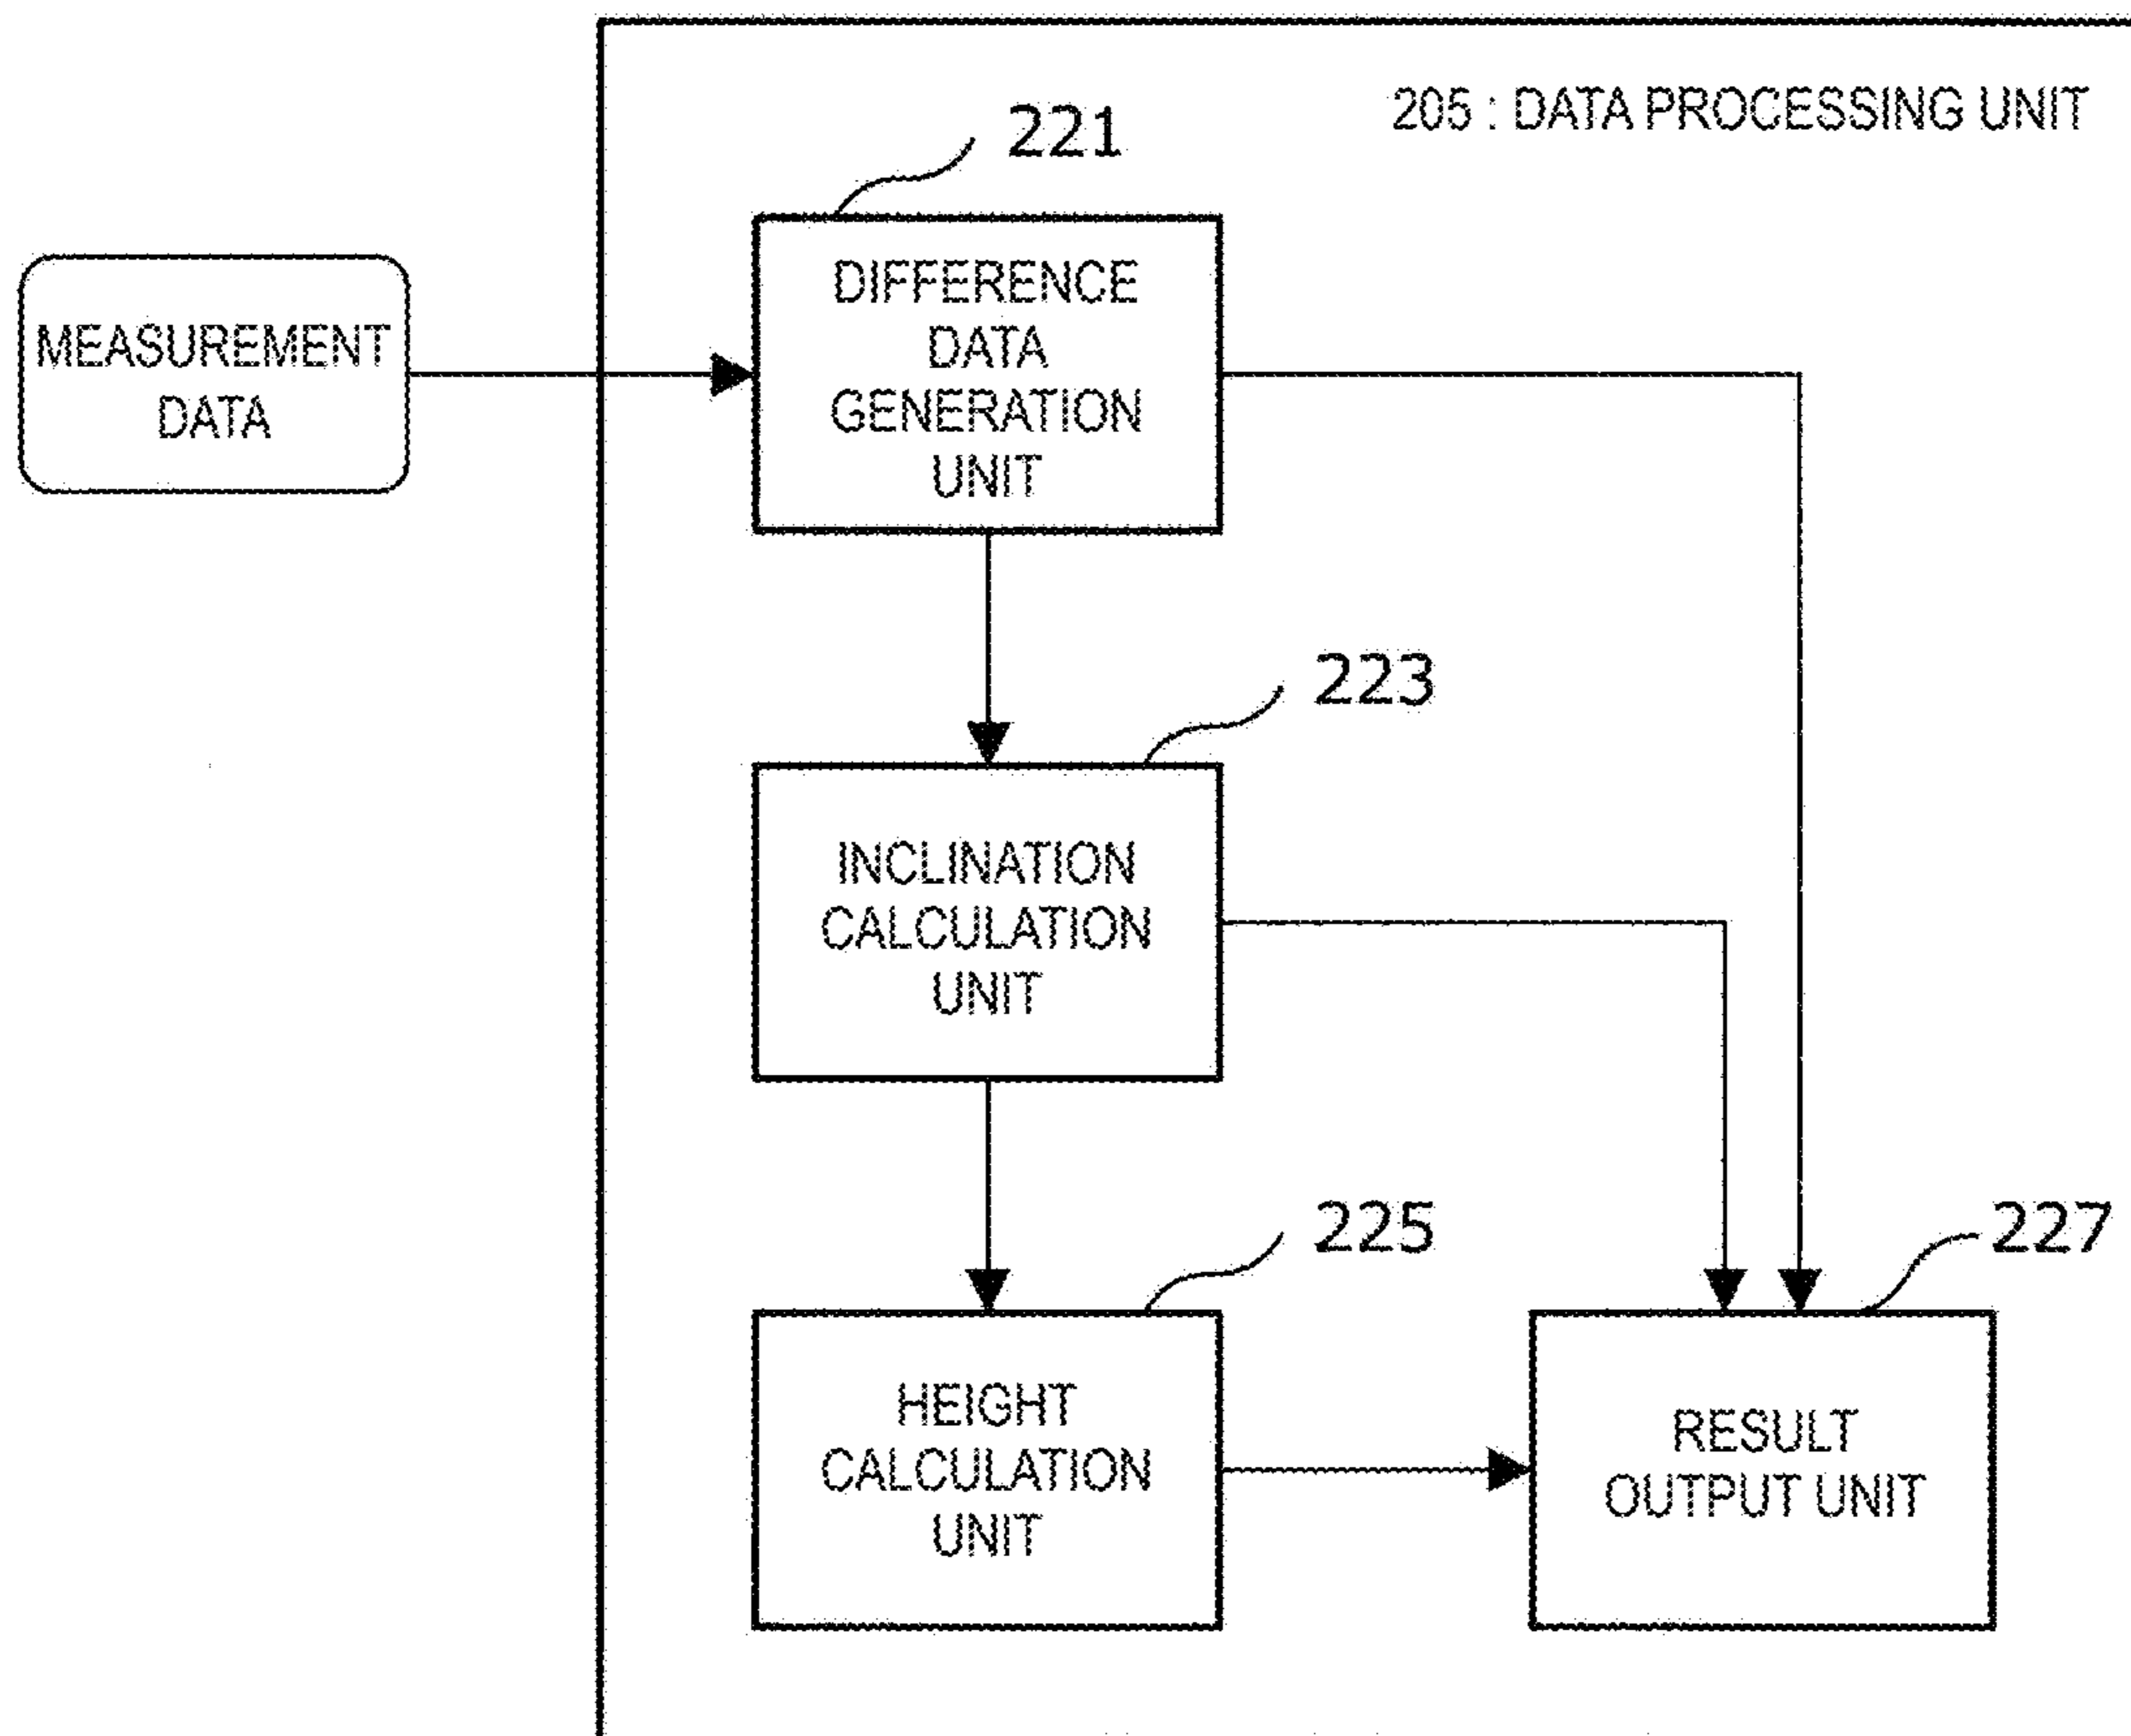 205 : DATA PROCESSING UNIT
221
MEASUREMENT
DATA
DIFFERENCE
DATA
GENERATION
UNIT
223
INCLINATION
CALCULATION
UNIT
225
HEIGHT
CALCULATION
UNIT
227
RESULT
OUTPUT UNIT